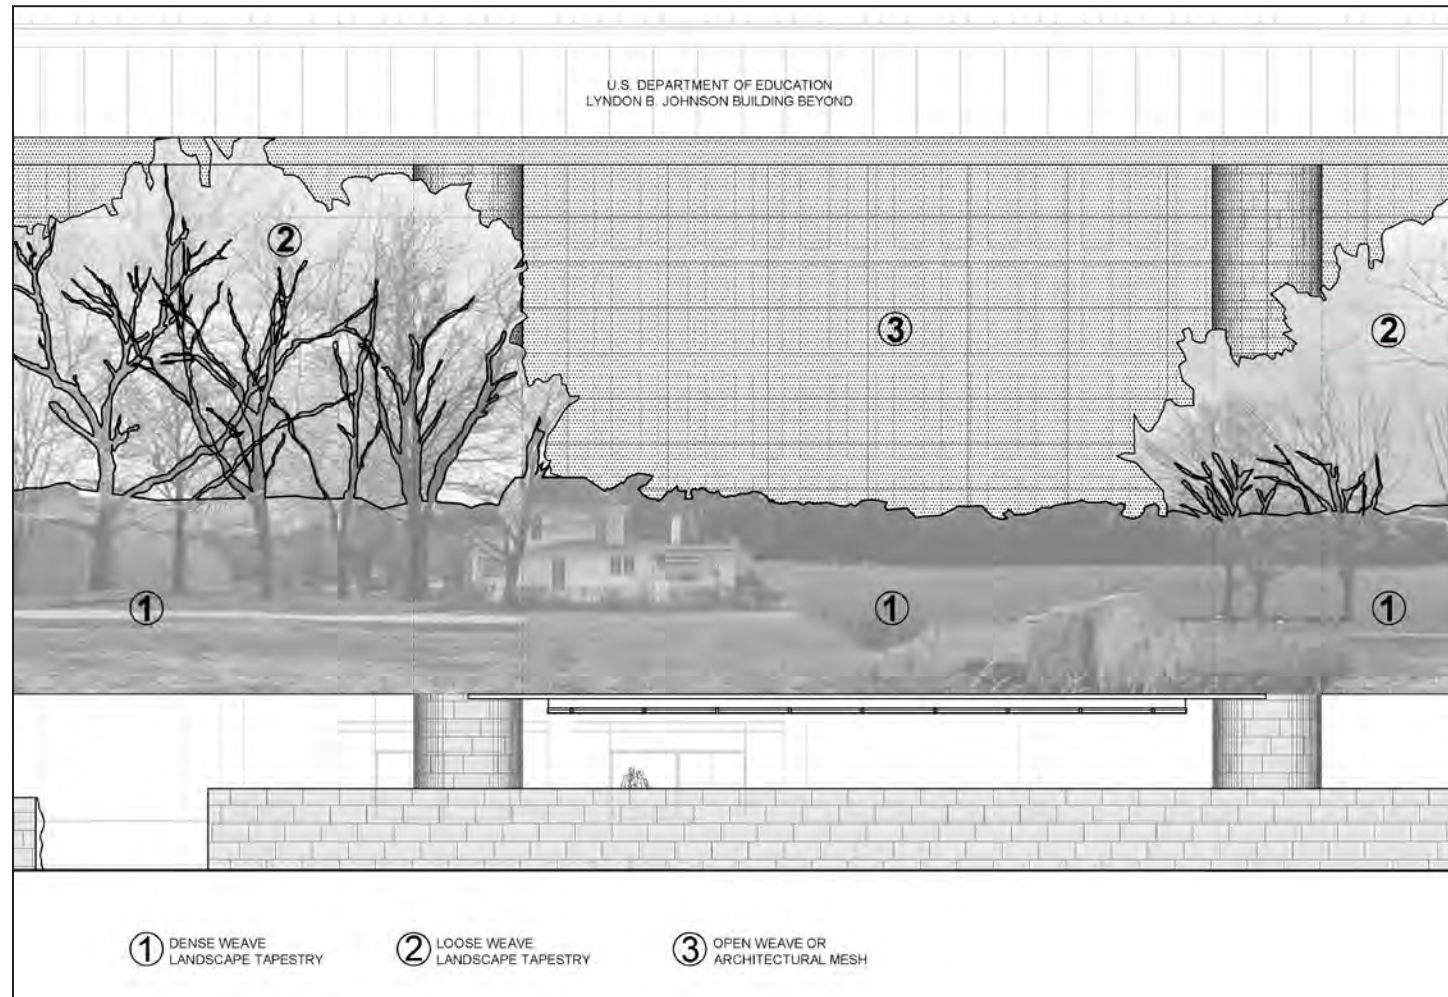 U.S. DEPARTMENT OF EDUCATION
LYNDON B. JOHNSON BUILDING BEYOND
2
3
2
1
1
1
1 DENSE WEAVE
LANDSCAPE TAPESTRY
2 LOOSE WEAVE
LANDSCAPE TAPESTRY
3 OPEN WEAVE OR
ARCHITECTURAL MESH